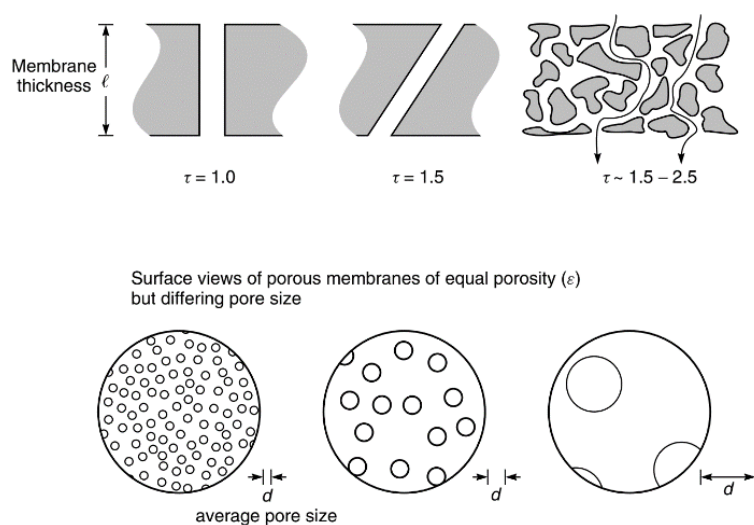 Membrane
thickness ℓ
τ = 1.0
τ = 1.5
τ ~ 1.5 – 2.5
Surface views of porous membranes of equal porosity (ε)
but differing pore size
d
d
d
average pore size